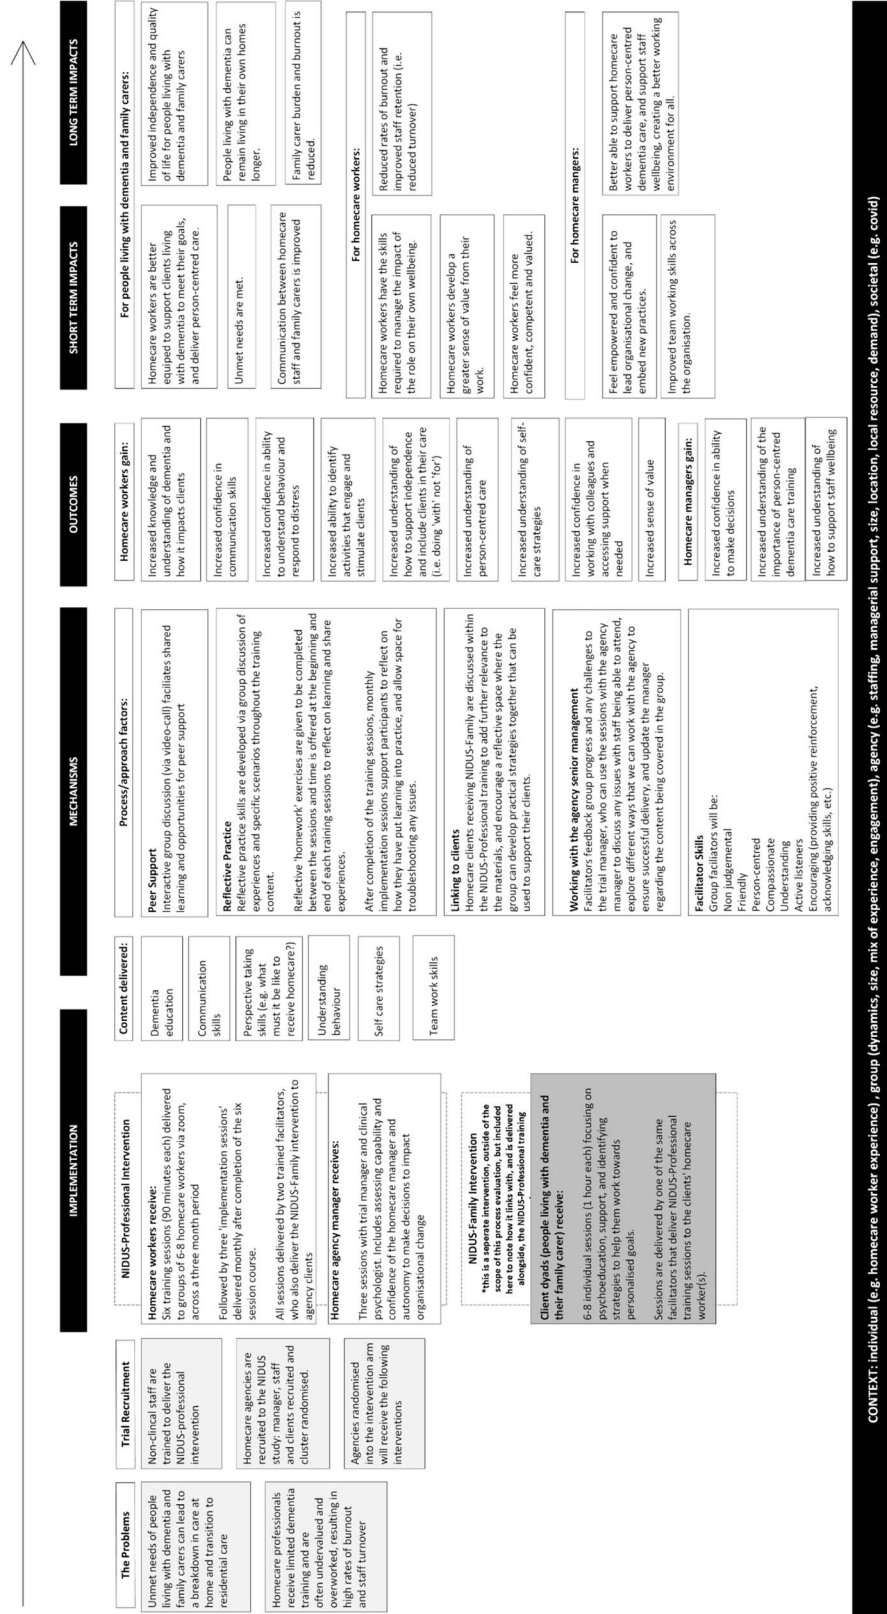 The Problems
Unmet needs of people
living with dementia and
family carers can lead to
a breakdown in care at
home and transition to
residential care
Homecare professionals
receive limited dementia
training and are
often undervalued and
overworked, resulting in
high rates of burnout
and staff turnover
Trial Recruitment
Non-clincal staff are
trained to deliver the
NIDUS-professional
intervention
Homecare agencies are
recruited to the NIDUS
study: manager, staff
and clients recruited and
cluster randomised.
Agencies randomised
into the intervention arm
will receive the following
interventions
IMPLEMENTATION
NIDUS-Professional Intervention
Homecare workers receive:
Six training sessions (90 minutes each) delivered
to groups of 6-8 homecare workers via zoom,
across a three month period
Followed by three 'implementation sessions'
delivered monthly after completion of the six
session course.
All sessions delivered by two trained facilitators,
who also deliver the NIDUS-Family intervention to
agency clients
Homecare agency manager receives:
Three sessions with trial manager and clinical
psychologist. Includes assessing capability and
confidence of the homecare manager and
autonomy to make decisions to impact
organisational change
NIDUS-Family Intervention
*this is a seperate intervention, outside of the
scope of this process evaluation, but included
here to note how it links with, and is delivered
alongside, the NIDUS-Professional training
Client dyads (people living with dementia and
their family carer) receive:
6-8 individual sessions (1 hour each) focusing on
psychoeducation, support, and identifying
strategies to help them work towards
personalised goals.
Sessions are delivered by one of the same
facilitators that deliver NIDUS-Professional
training sessions to the clients' homecare
worker(s).
MECHANISMS
Content delivered:
Dementia
education
Communication
skills
Perspective taking
skills (e.g. what
must it be like to
receive homecare?)
Understanding
behaviour
Self care strategies
Team work skills
Process/approach factors:
Peer Support
Interactive group discussion (via video-call) faciliates shared
learning and opportunities for peer support
Reflective Practice
Reflective practice skills are developed via group discussion of
experiences and specific scenarios throughout the training
content.
Reflective 'homework' exercises are given to be completed
between the sessions and time is offered at the beginning and
end of each training sessions to reflect on learning and share
experiences.
After completion of the training sessions, monthly
implementation sessions support participants to reflect on
how they have put learning into practice, and allow space for
troubleshooting any issues.
Linking to clients
Homecare clients receiving NIDUS-Family are discussed within
the NIDUS-Professional training to add further relevance to
the materials, and encourage a reflective space where the
group can develop practical strategies together that can be
used to support their clients.
Working with the agency senior management
Facilitators feedback group progress and any challenges to
the trial manager, who can use the sessions with the agency
manager to discuss any issues with staff being able to attend,
explore different ways that we can work with the agency to
ensure successful delivery, and update the manager
regarding the content being covered in the group.
Facilitator Skills
Group faciliators will be:
Non judgemental
Friendly
Person-centred
Compassionate
Understanding
Active listeners
Encouraging (providing positive reinforcement,
acknowledging skills, etc.)
OUTCOMES
Homecare workers gain:
Increased knowledge and
understanding of dementia and
how it impacts clients
Increased confidence in
communication skills
Increased confidence in ability
to understand behaviour and
respond to distress
Increased ability to identify
activities that engage and
stimulate clients
Increased understanding of
how to support independence
and include clients in their care
(i.e. doing 'with' not 'for')
Increased understanding of
person-centred care
Increased understanding of self-
care strategies
Increased confidence in
working with colleagues and
accessing support when
needed
Increased sense of value
Homecare managers gain:
Increased confidence in ability
to make decisions
Increased understanding of the
importance of person-centred
dementia care training
Increased understanding of
how to support staff wellbeing
SHORT TERM IMPACTS
LONG TERM IMPACTS
For people living with dementia and family carers:
Homecare workers are better
equiped to support clients living
with dementia to meet their goals,
and deliver person-centred care.
Unmet needs are met.
Communication between homecare
staff and family carers is improved
Improved independence and quality
of life for people living with
dementia and family carers
People living with dementia can
remain living in their own homes
longer.
Family carer burden and burnout is
reduced.
For homecare workers:
Homecare workers have the skills
required to manage the impact of
the role on their own wellbeing.
Homecare workers develop a
greater sense of value from their
work.
Homecare workers feel more
confident, competent and valued.
Reduced rates of burnout and
improved staff retention (i.e.
reduced turnover)
For homecare mangers:
Feel empowered and confident to
lead organisational change, and
embed new practices.
Improved team working skills across
the organisation.
Better able to support homecare
workers to deliver person-centred
dementia care, and support staff
wellbeing, creating a better working
environment for all.
CONTEXT: individual (e.g. homecare worker experience) , group (dynamics, size, mix of experience, engagement), agency (e.g. staffing, managerial support, size, location, local resource, demand), societal (e.g. covid)